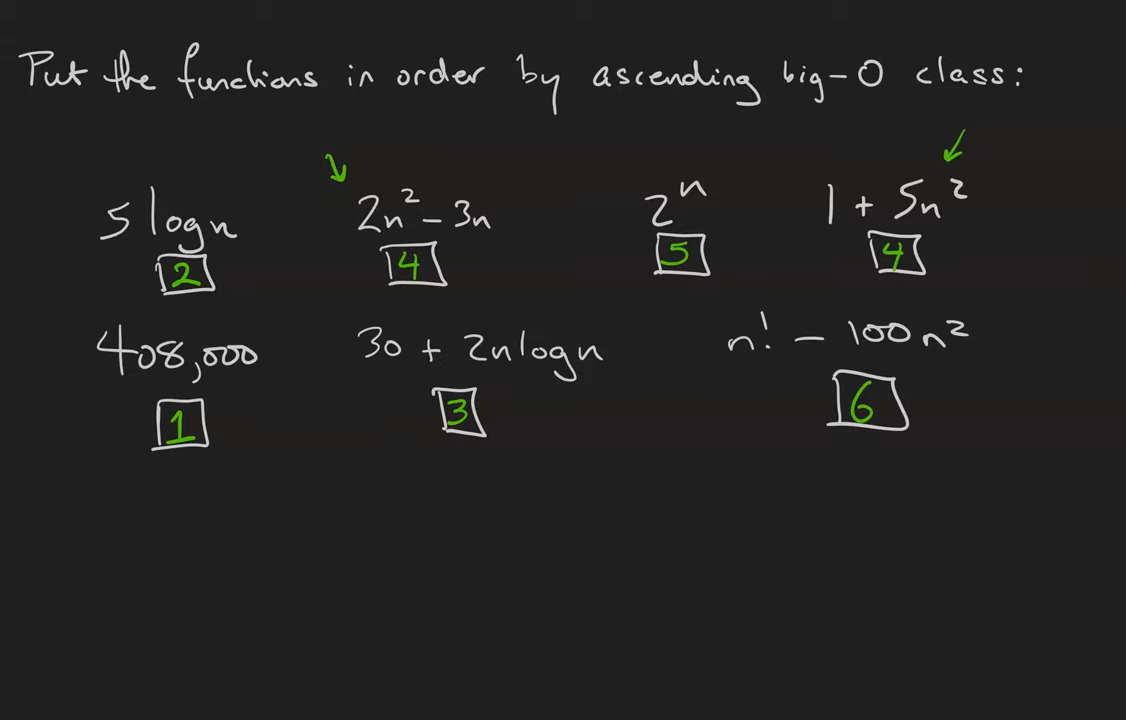 Put the functions in order by ascending big-O class:
5 log n 2n² - 3n 2ⁿ 1 + 5n²
2 4 5 4
408,000 30 + 2n log n n! - 100n²
1 3 6